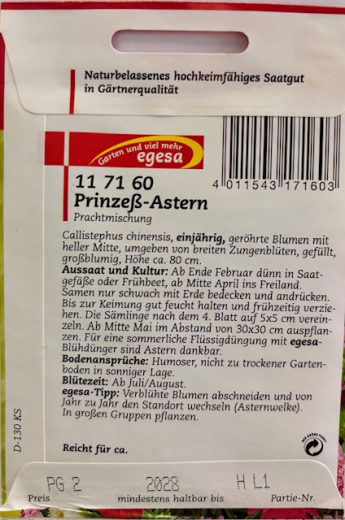 Naturbelassenes hochkeimfähiges Saatgut
in Gärtnerqualität
Garten und viel mehr
egesa
4 011543 171603
11 71 60
Prinzeß-Astern
Prachtmischung
Callistephus chinensis, einjährig, geröhrte Blumen mit
heller Mitte, umgeben von breiten Zungenblüten, gefüllt,
großblumig, Höhe ca. 80 cm.
Aussaat und Kultur: Ab Ende Februar dünn in Saat-
gefäße oder Frühbeet, ab Mitte April ins Freiland.
Samen nur schwach mit Erde bedecken und andrücken.
Bis zur Keimung gut feucht halten und frühzeitig verzie-
hen. Die Sämlinge nach dem 4. Blatt auf 5x5 cm verein-
zeln. Ab Mitte Mai im Abstand von 30x30 cm auspflan-
zen. Für eine sommerliche Flüssigdüngung mit egesa-
Blühdünger sind Astern dankbar.
Bodenansprüche: Humoser, nicht zu trockener Garten-
boden in sonniger Lage.
Blütezeit: Ab Juli/August.
egesa-Tipp: Verblühte Blumen abschneiden und von
Jahr zu Jahr den Standort wechseln (Asternwelke).
In großen Gruppen pflanzen.
D-130 KS
Reicht für ca.
PG 2 2028 H L1
Preis mindestens haltbar bis Partie-Nr.